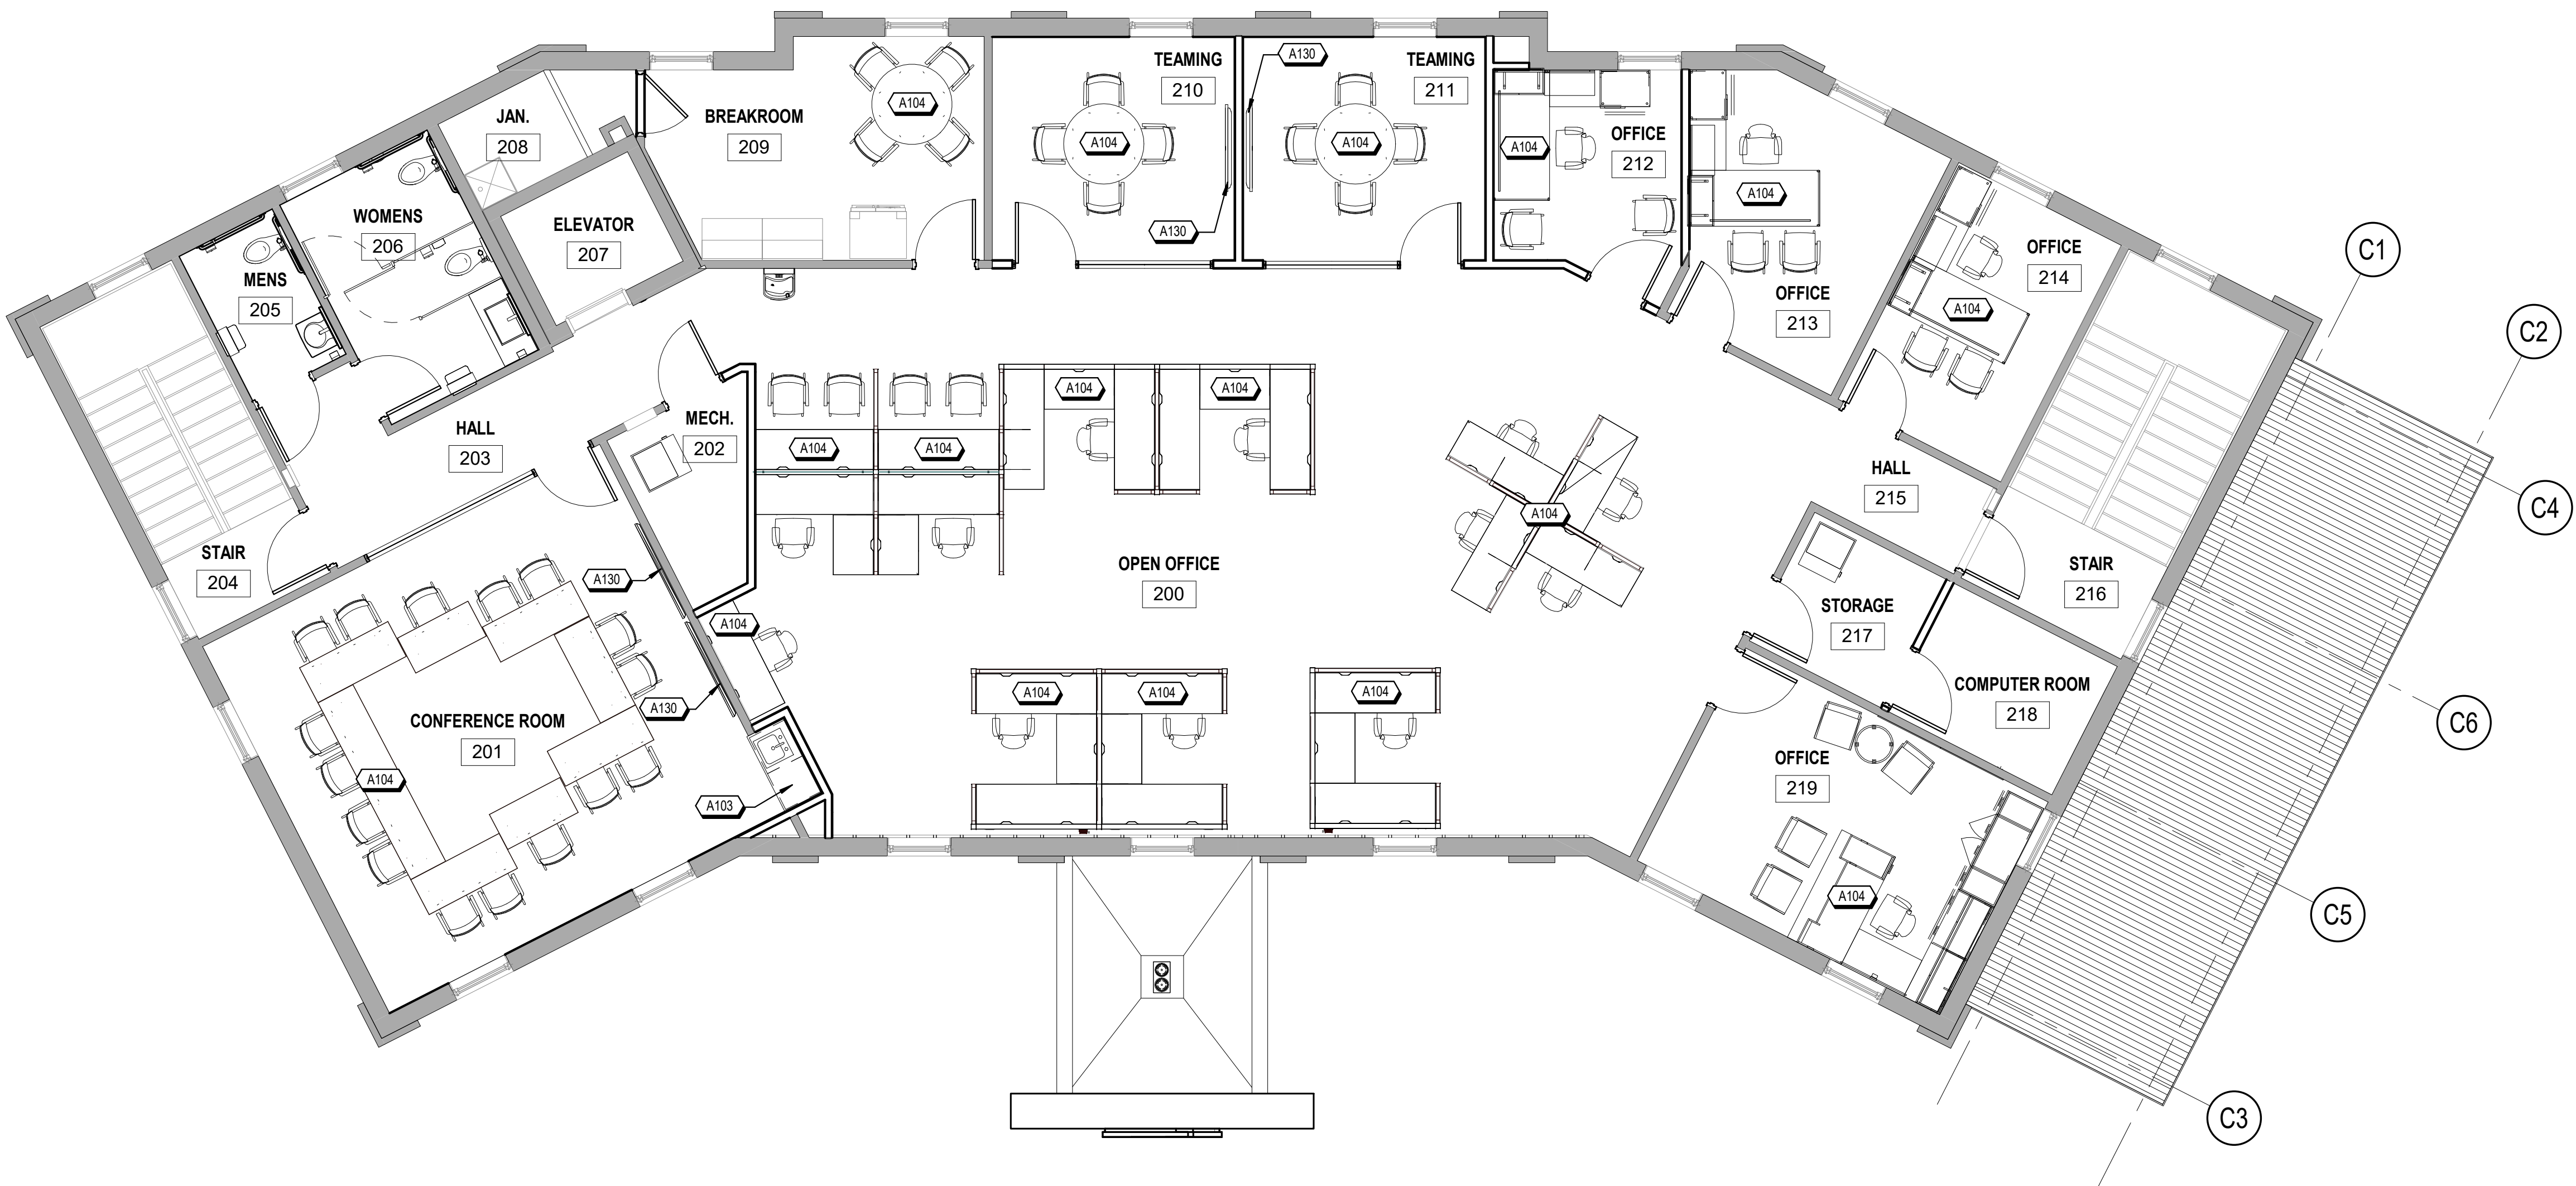 TEAMING
210
A130
TEAMING
211
JAN.
208
BREAKROOM
209
A104
A104
A104
A104
OFFICE
212
A104
WOMENS
206
ELEVATOR
207
A130
MENS
205
OFFICE
213
OFFICE
214
A104
C1
C2
HALL
203
MECH.
202
A104
A104
A104
A104
HALL
215
A104
C4
STAIR
204
A130
OPEN OFFICE
200
STAIR
216
STORAGE
217
A104
CONFERENCE ROOM
201
A104
A130
A104
A104
A104
COMPUTER ROOM
218
C6
A103
OFFICE
219
A104
C5
C3